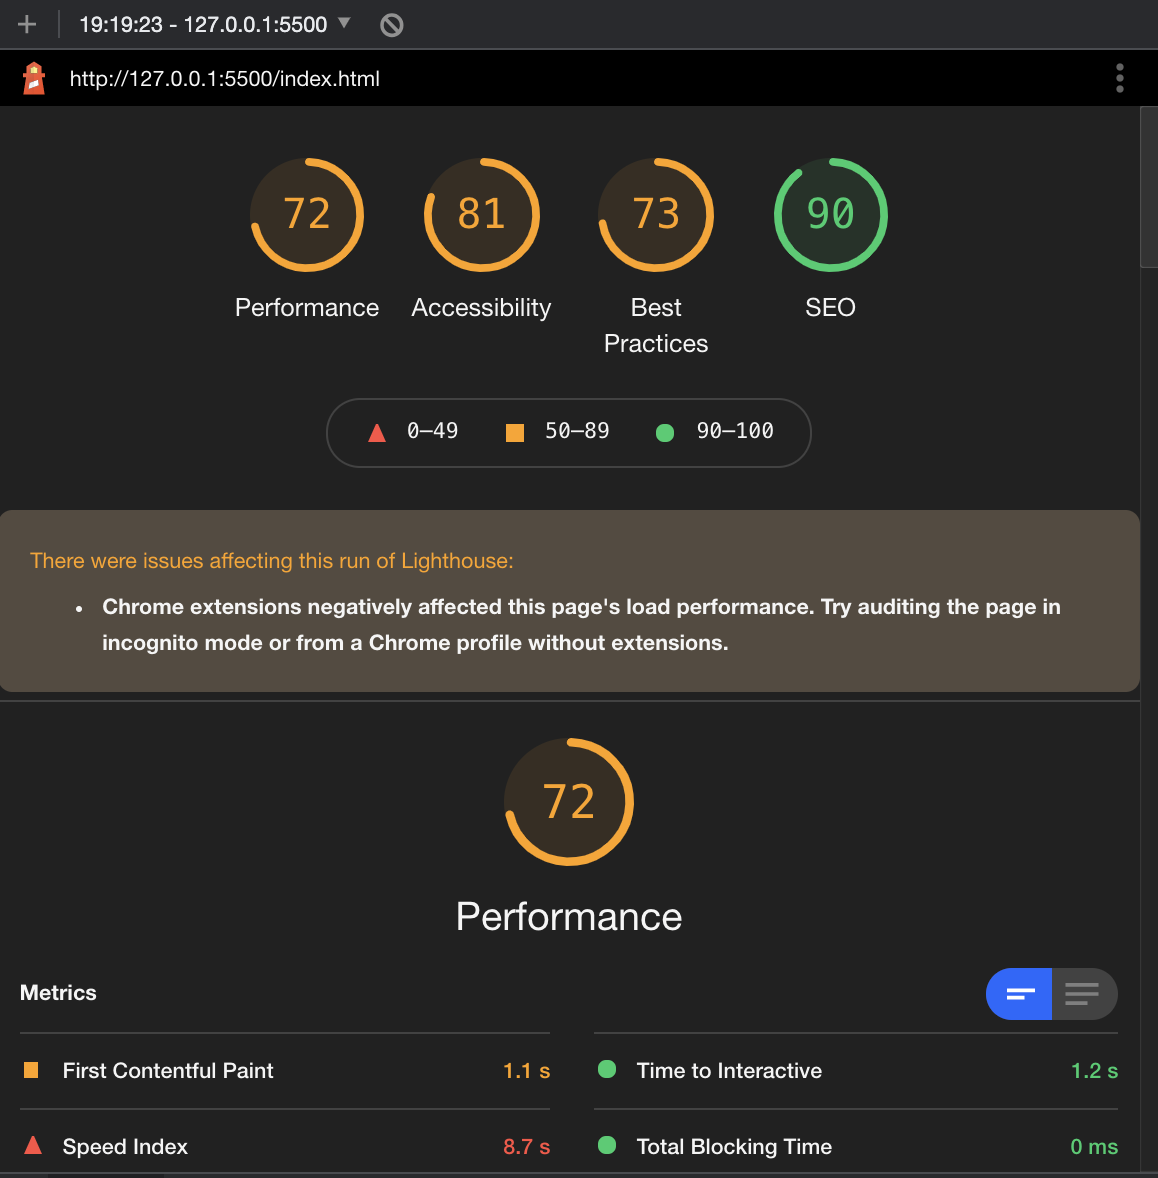 19:19:23 - 127.0.0.1:5500
http://127.0.0.1:5500/index.html
72
81
73
90
Performance
Accessibility
Best
Practices
SEO
0–49
50–89
90–100
There were issues affecting this run of Lighthouse:
• Chrome extensions negatively affected this page's load performance. Try auditing the page in
incognito mode or from a Chrome profile without extensions.
72
Performance
Metrics
First Contentful Paint 1.1 s
Time to Interactive 1.2 s
Speed Index 8.7 s
Total Blocking Time 0 ms